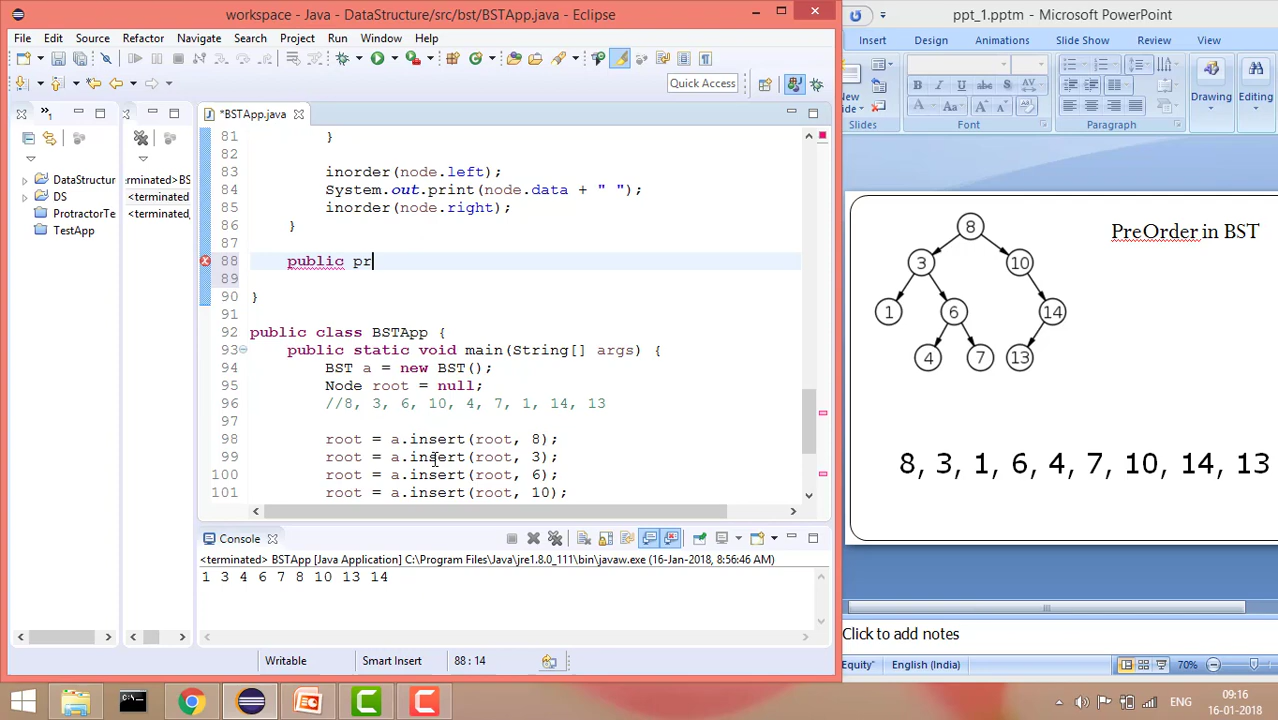 workspace - Java - DataStructure/src/bst/BSTApp.java - Eclipse
File Edit Source Refactor Navigate Search Project Run Window Help
Quick Access
*BSTApp.java
DataStructur
DS
ProtractorTe
TestApp
rminated>BS
<terminated
<terminated,
81 }
82
83 inorder(node.left);
84 System.out.print(node.data + " ");
85 inorder(node.right);
86 }
87
88 public pr
89
90 }
91
92 public class BSTApp {
93 public static void main(String[] args) {
94 BST a = new BST();
95 Node root = null;
96 //8, 3, 6, 10, 4, 7, 1, 14, 13
97
98 root = a.insert(root, 8);
99 root = a.insert(root, 3);
100 root = a.insert(root, 6);
101 root = a.insert(root, 10);
Console
<terminated> BSTApp [Java Application] C:\Program Files\Java\jre1.8.0_111\bin\javaw.exe (16-Jan-2018, 8:56:46 AM)
1 3 4 6 7 8 10 13 14
Writable Smart Insert 88 : 14
ppt_1.pptm - Microsoft PowerPoint
Insert Design Animations Slide Show Review View
New
Slide
Slides
B I U
Font
Paragraph
Drawing
Editing
PreOrder in BST
8
3 10
1 6 14
4 7 13
8, 3, 1, 6, 4, 7, 10, 14, 13
Click to add notes
Equity" English (India) 70%
ENG
09:16
16-01-2018